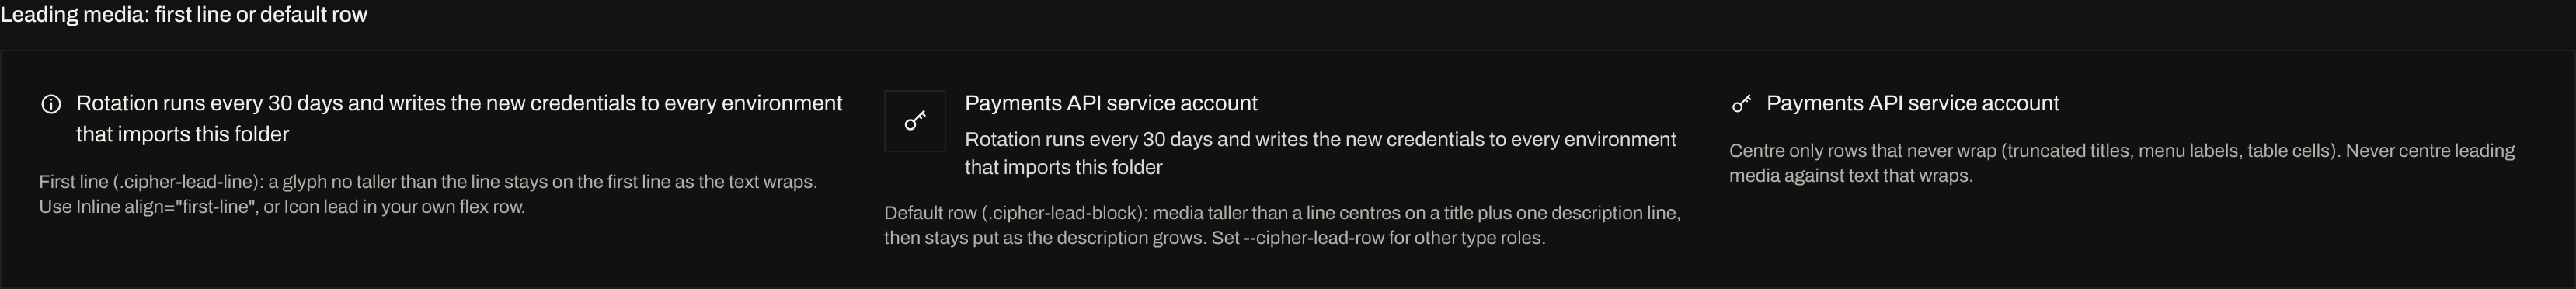 Leading media: first line or default row
Rotation runs every 30 days and writes the new credentials to every environment
that imports this folder
First line (.cipher-lead-line): a glyph no taller than the line stays on the first line as the text wraps.
Use Inline align="first-line", or Icon lead in your own flex row.
Payments API service account
Rotation runs every 30 days and writes the new credentials to every environment
that imports this folder
Default row (.cipher-lead-block): media taller than a line centres on a title plus one description line,
then stays put as the description grows. Set --cipher-lead-row for other type roles.
Payments API service account
Centre only rows that never wrap (truncated titles, menu labels, table cells). Never centre leading
media against text that wraps.